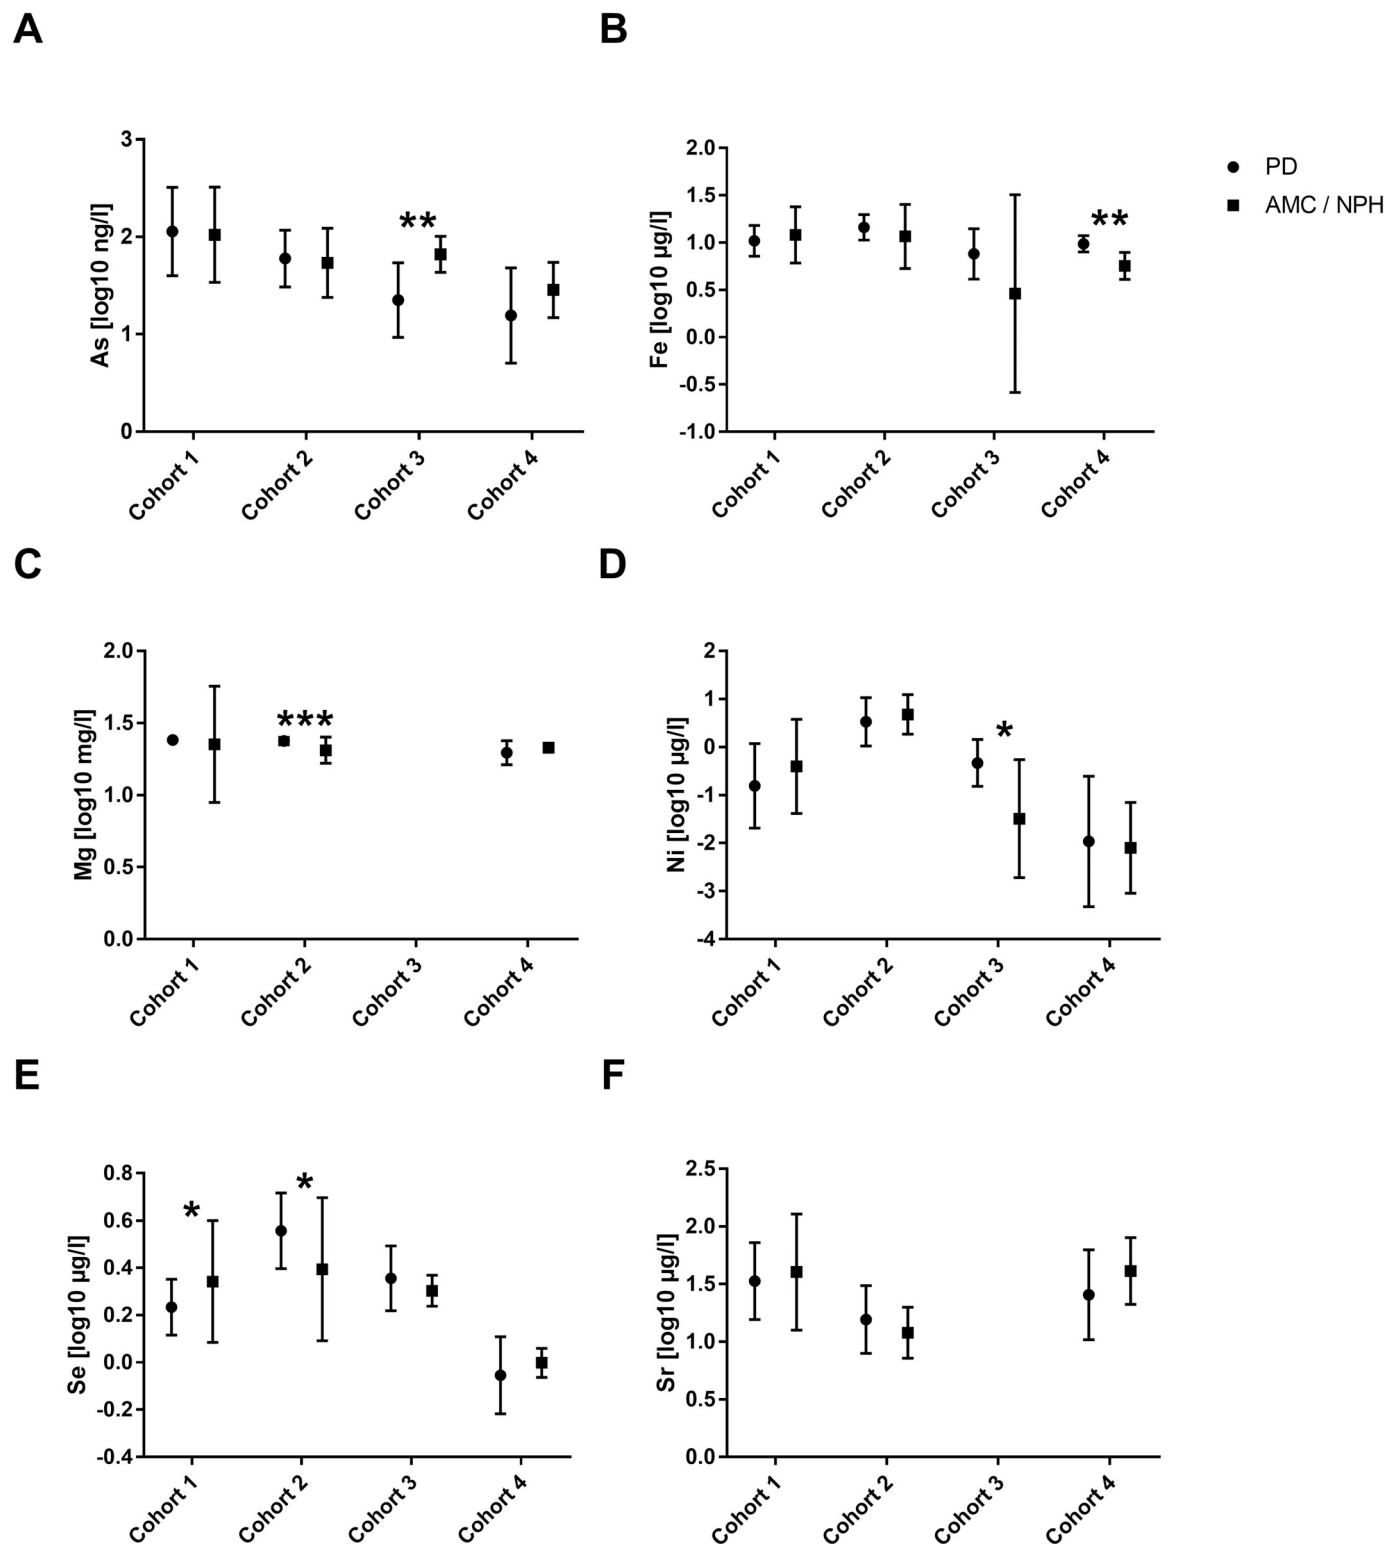 A
B
3
2
1
0
As [log10 ng/l]
**
Cohort 1
Cohort 2
Cohort 3
Cohort 4
2.0
1.5
1.0
0.5
0.0
-0.5
-1.0
Fe [log10 µg/l]
**
Cohort 1
Cohort 2
Cohort 3
Cohort 4
PD
AMC / NPH
C
D
2.0
1.5
1.0
0.5
0.0
Mg [log10 mg/l]
***
Cohort 1
Cohort 2
Cohort 3
Cohort 4
2
1
0
-1
-2
-3
-4
Ni [log10 µg/l]
*
Cohort 1
Cohort 2
Cohort 3
Cohort 4
E
F
0.8
0.6
0.4
0.2
0.0
-0.2
-0.4
Se [log10 µg/l]
*
*
Cohort 1
Cohort 2
Cohort 3
Cohort 4
2.5
2.0
1.5
1.0
0.5
0.0
Sr [log10 µg/l]
Cohort 1
Cohort 2
Cohort 3
Cohort 4